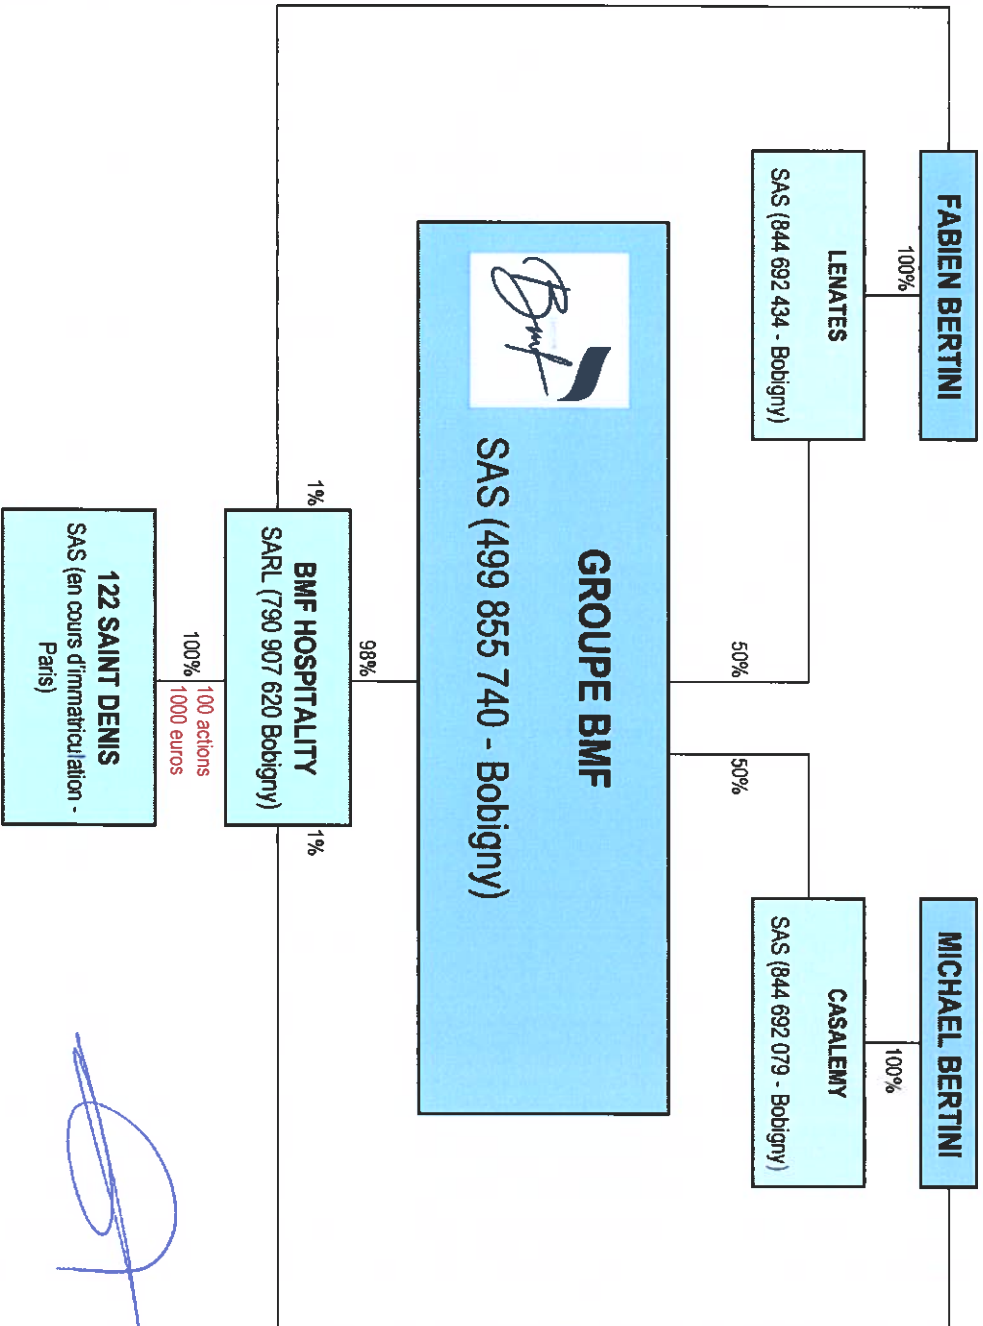 FABIEN BERTINI
MICHAEL BERTINI
100%
100%
LENATES
SAS (844 692 434 - Bobigny)
CASALEMY
SAS (844 692 079 - Bobigny)
50%
50%
GROUPE BMF
Bmf
SAS (499 855 740 - Bobigny)
98%
1%
BMF HOSPITALITY
SARL (790 907 620 Bobigny)
1%
100%
100 actions
1000 euros
122 SAINT DENIS
SAS (en cours d'immatriculation -
Paris)